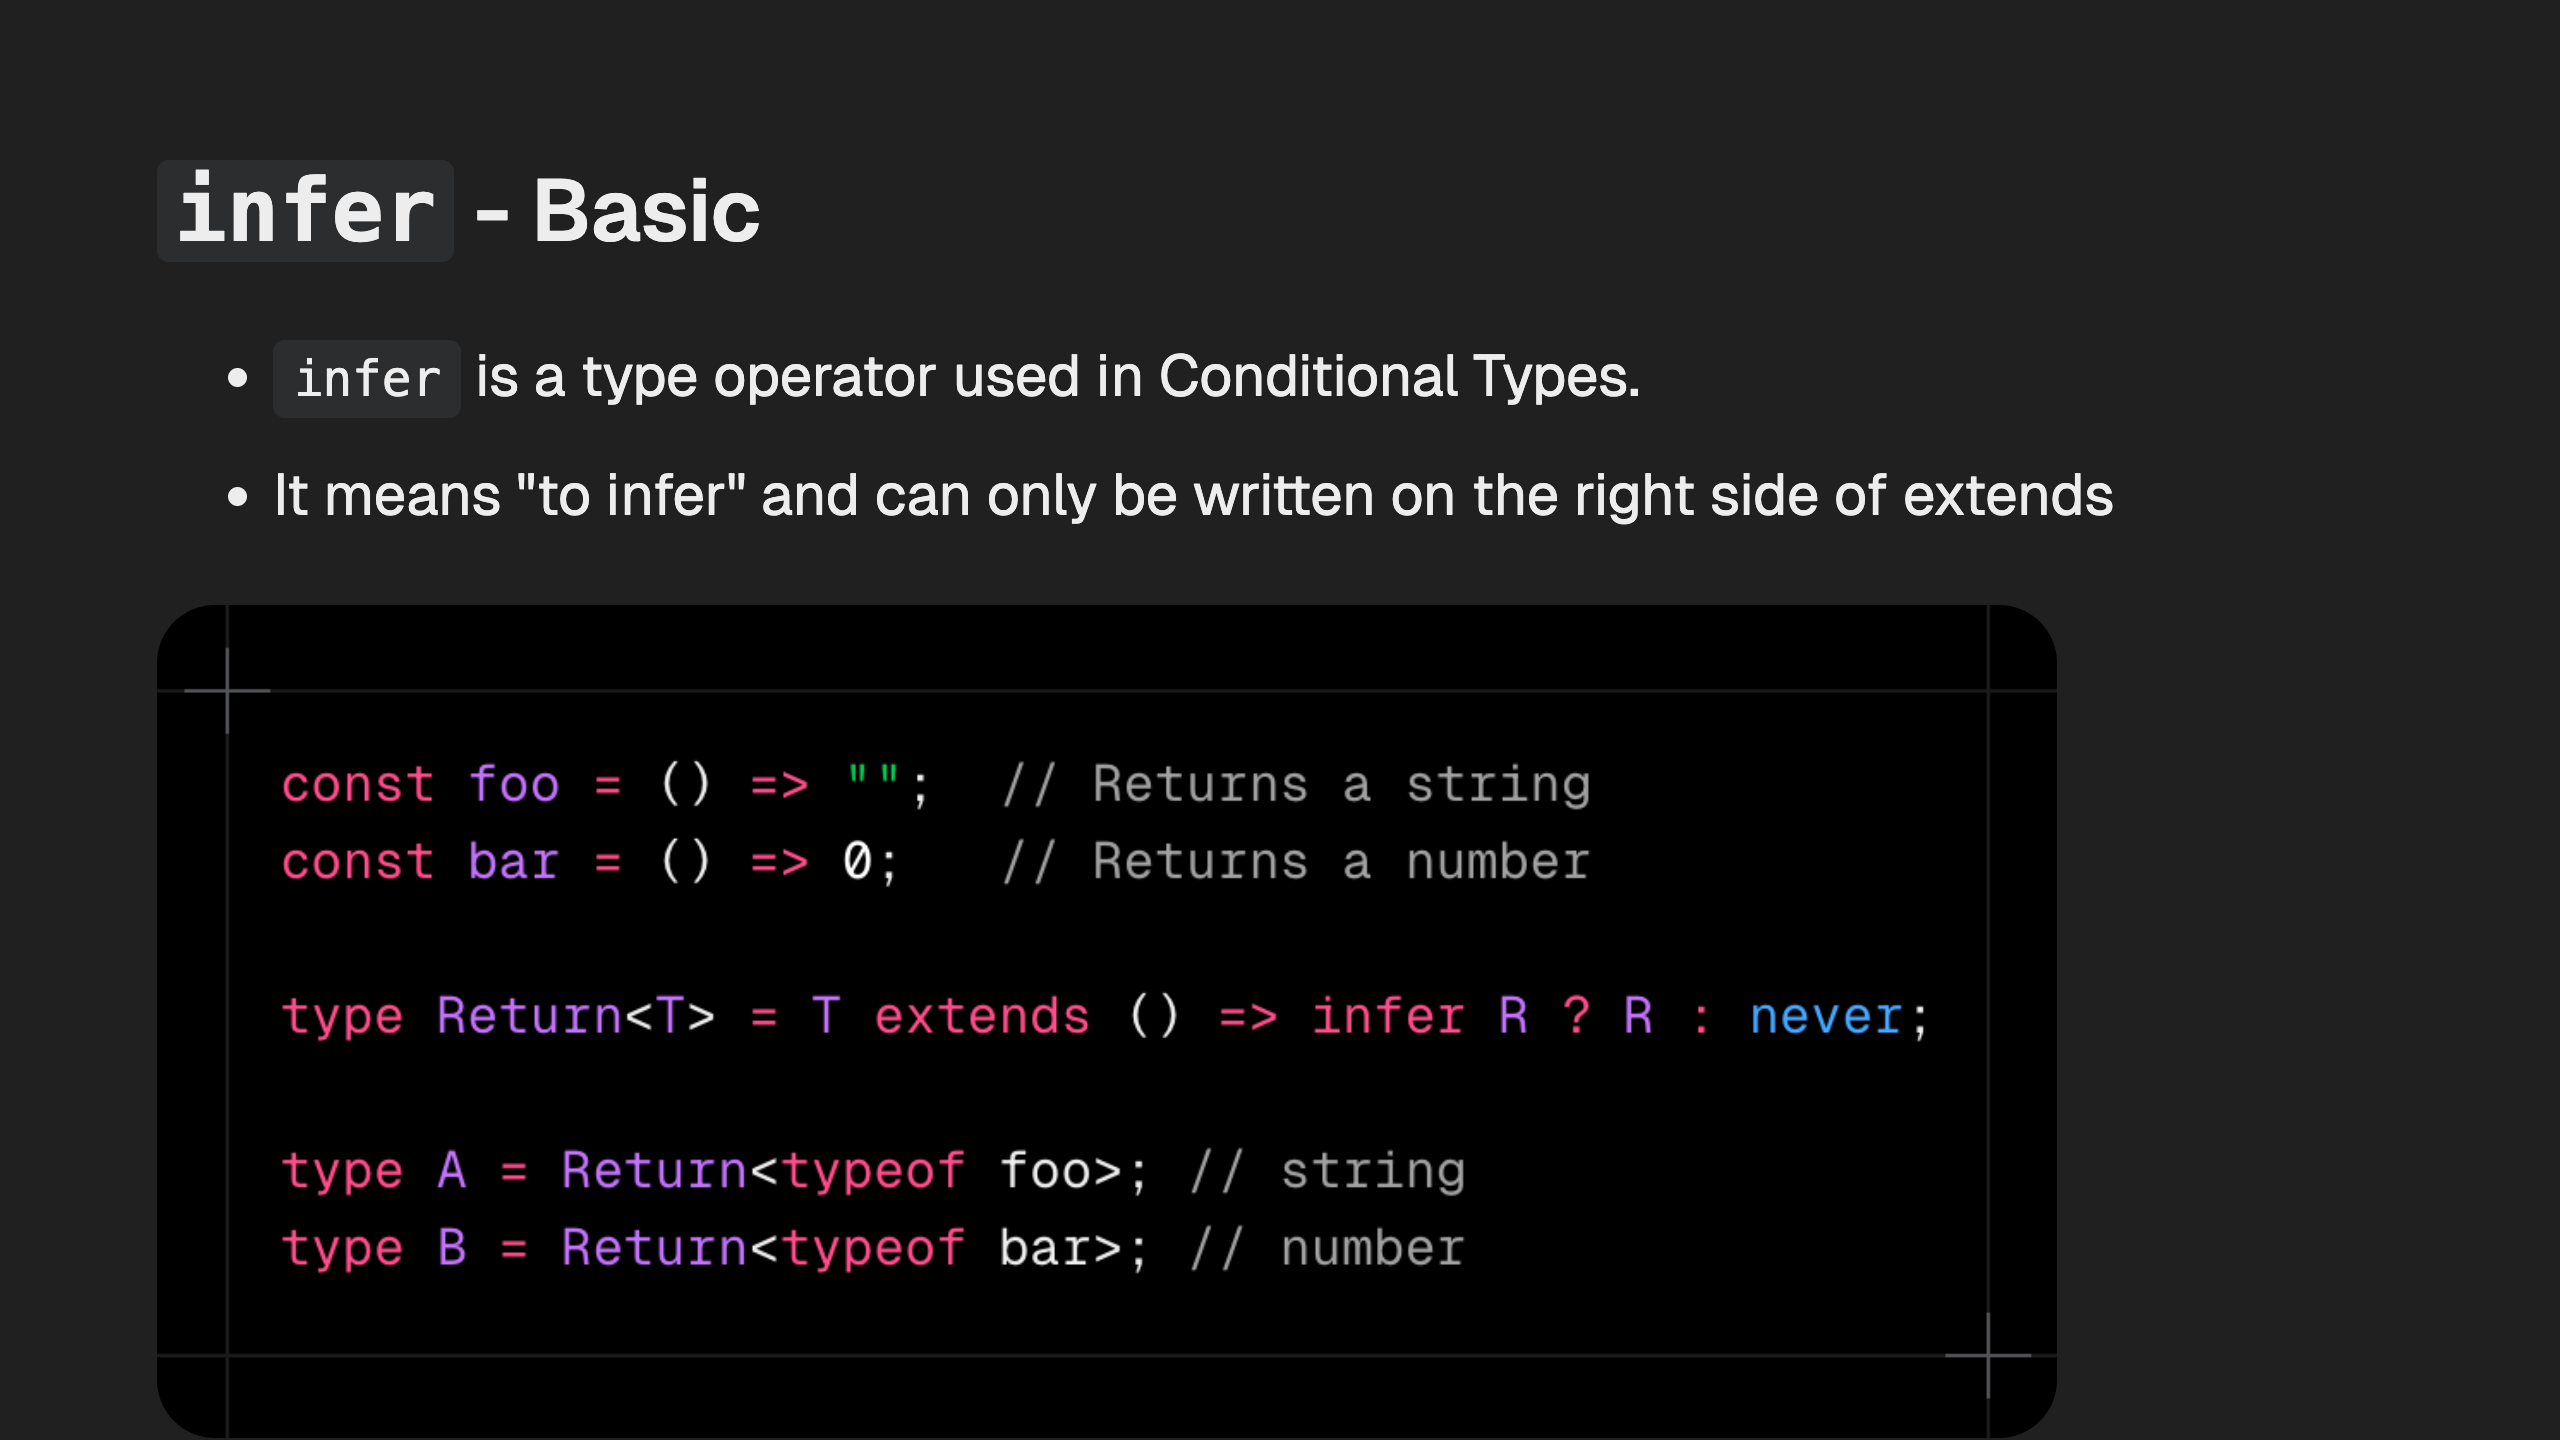 infer - Basic
• infer is a type operator used in Conditional Types.
• It means "to infer" and can only be written on the right side of extends
const foo = () => "";  // Returns a string
const bar = () => 0;   // Returns a number
type Return<T> = T extends () => infer R ? R : never;
type A = Return<typeof foo>; // string
type B = Return<typeof bar>; // number